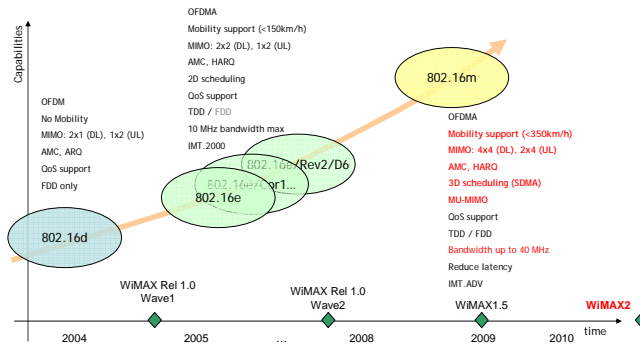 Capabilities
OFDM
No Mobility
MIMO: 2x1 (DL), 1x2 (UL)
AMC, ARQ
QoS support
FDD only
802.16d
OFDMA
Mobility support (<150km/h)
MIMO: 2x2 (DL), 1x2 (UL)
AMC, HARQ
2D scheduling
QoS support
TDD / FDD
10 MHz bandwidth max
IMT.2000
802.16e/Rev2/D6
802.16e/Cor1...
802.16e
802.16m
OFDMA
Mobility support (<350km/h)
MIMO: 4x4 (DL), 2x4 (UL)
AMC, HARQ
3D scheduling (SDMA)
MU-MIMO
QoS support
TDD / FDD
Bandwidth up to 40 MHz
Reduce latency
IMT.ADV
WiMAX Rel 1.0
Wave1
WiMAX Rel 1.0
Wave2
WiMAX1.5
WiMAX2
time
2004 2005 ... 2008 2009 2010